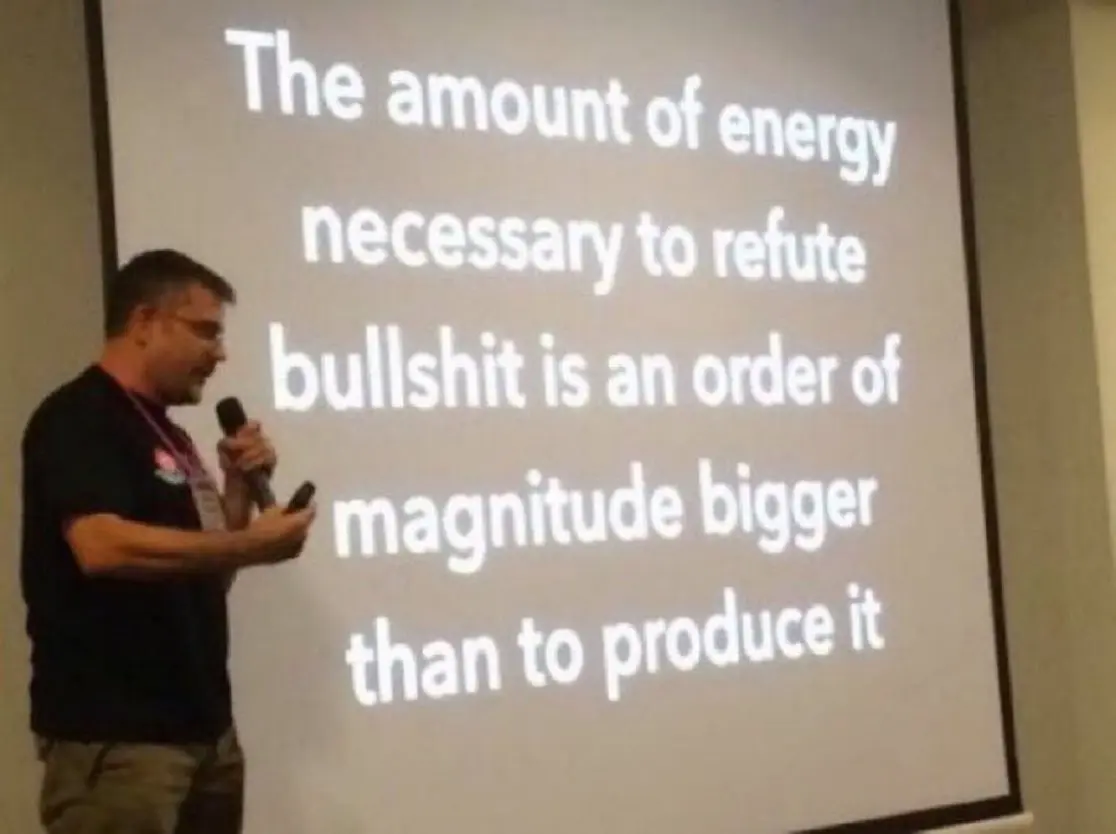 The amount of energy
necessary to refute
bullshit is an order of
magnitude bigger
than to produce it